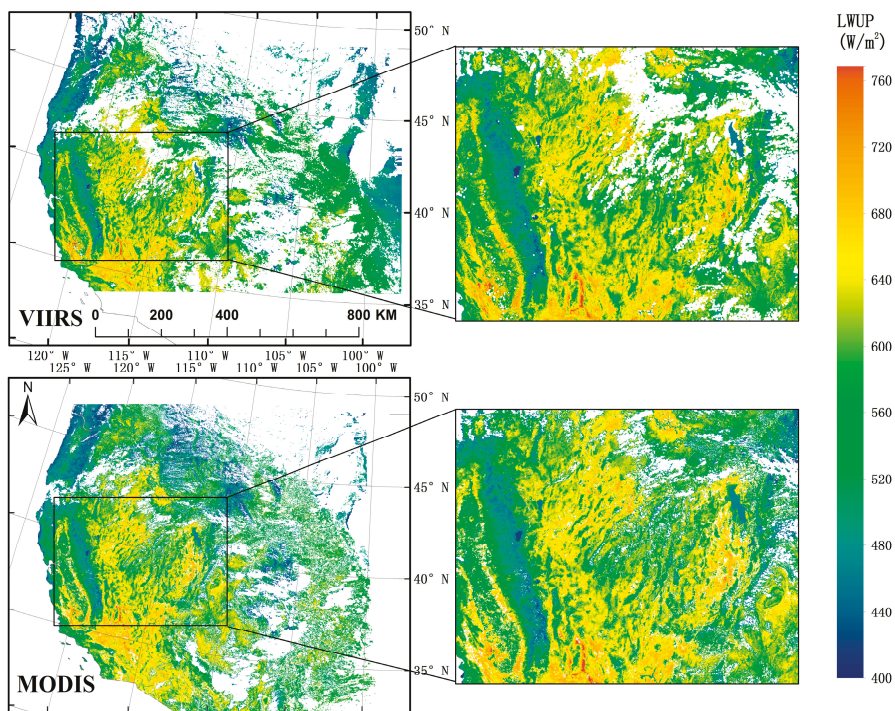 LWUP
(W/m²)
50° N
45° N
40° N
35° N
VIIRS
0 200 400 800 KM
120° W 115° W 110° W 105° W 100° W
125° W 120° W 115° W 110° W 105° W 100° W
N
50° N
45° N
40° N
35° N
MODIS
760
720
680
640
600
560
520
480
440
400